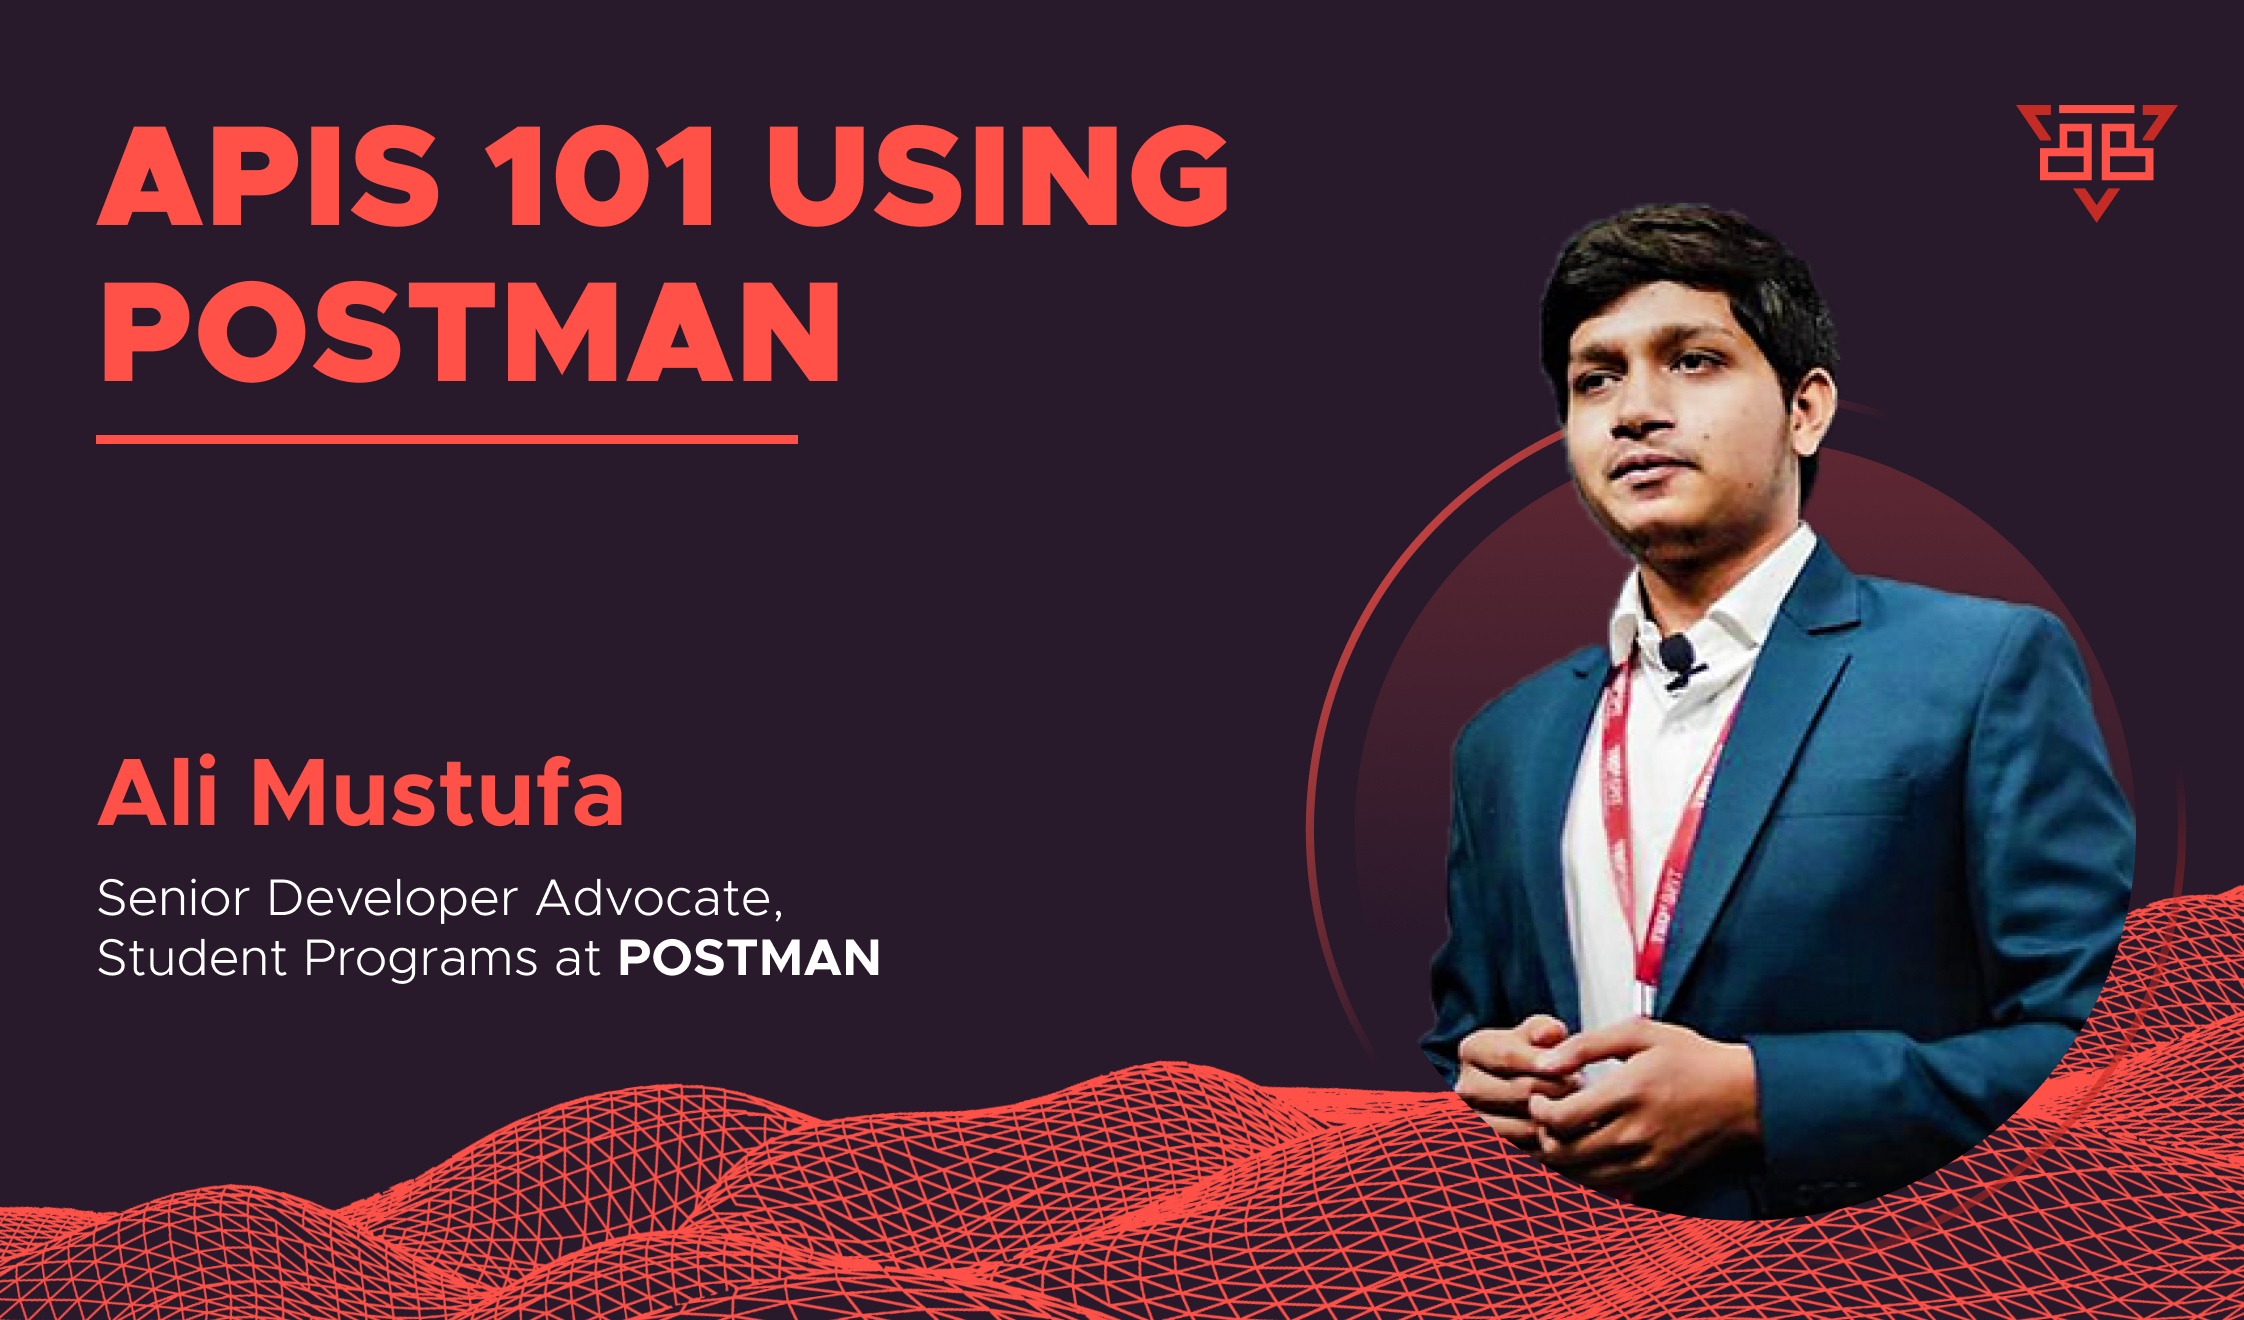 APIS 101 USING
POSTMAN
Ali Mustufa
Senior Developer Advocate,
Student Programs at POSTMAN